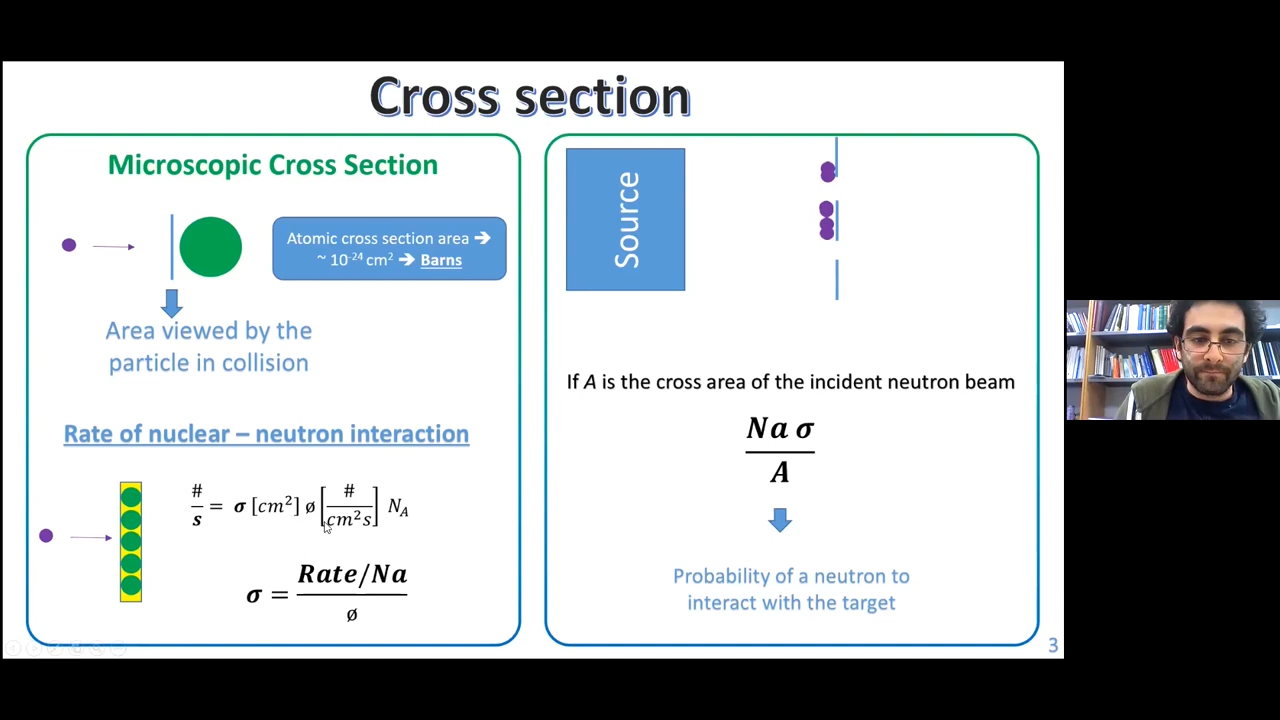 Cross section
Microscopic Cross Section
Atomic cross section area ➔
~ 10⁻²⁴ cm² ➔ Barns
Area viewed by the
particle in collision
Rate of nuclear – neutron interaction
#/s = σ [cm²] ø [#/cm²s] N_A
σ = Rate/Na / ø
Source
If A is the cross area of the incident neutron beam
Na σ
A
Probability of a neutron to
interact with the target
3